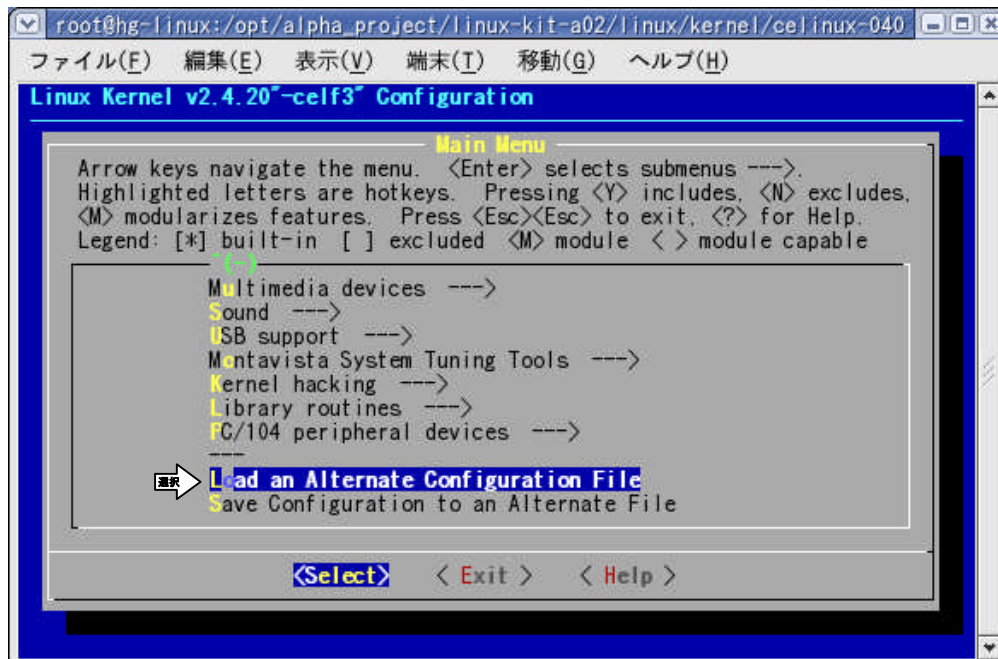 root@hg-linux:/opt/alpha_project/linux-kit-a02/linux/kernel/celinux-040
ファイル(F) 編集(E) 表示(V) 端末(T) 移動(G) ヘルプ(H)
Linux Kernel v2.4.20"-celf3" Configuration
Main Menu
Arrow keys navigate the menu. <Enter> selects submenus --->.
Highlighted letters are hotkeys. Pressing <Y> includes, <N> excludes,
<M> modularizes features. Press <Esc><Esc> to exit, <?> for Help.
Legend: [*] built-in [ ] excluded <M> module < > module capable
^(-)
Multimedia devices --->
Sound --->
USB support --->
Montavista System Tuning Tools --->
Kernel hacking --->
Library routines --->
PC/104 peripheral devices --->
---
選択
Load an Alternate Configuration File
Save Configuration to an Alternate File
<Select> < Exit > < Help >